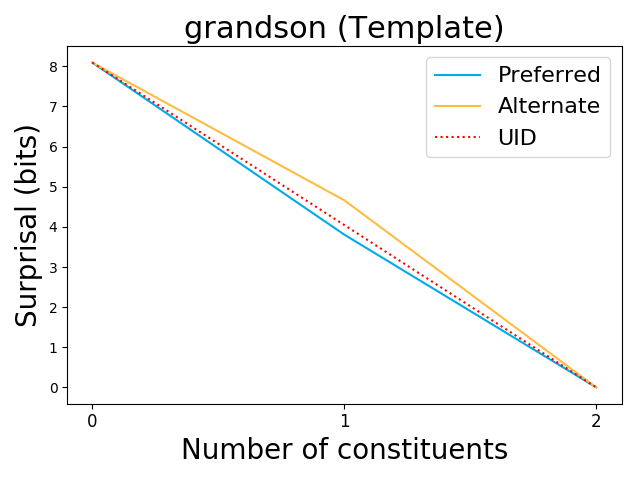 grandson (Template)
Preferred
Alternate
UID
Surprisal (bits)
8
7
6
5
4
3
2
1
0
0 1 2
Number of constituents